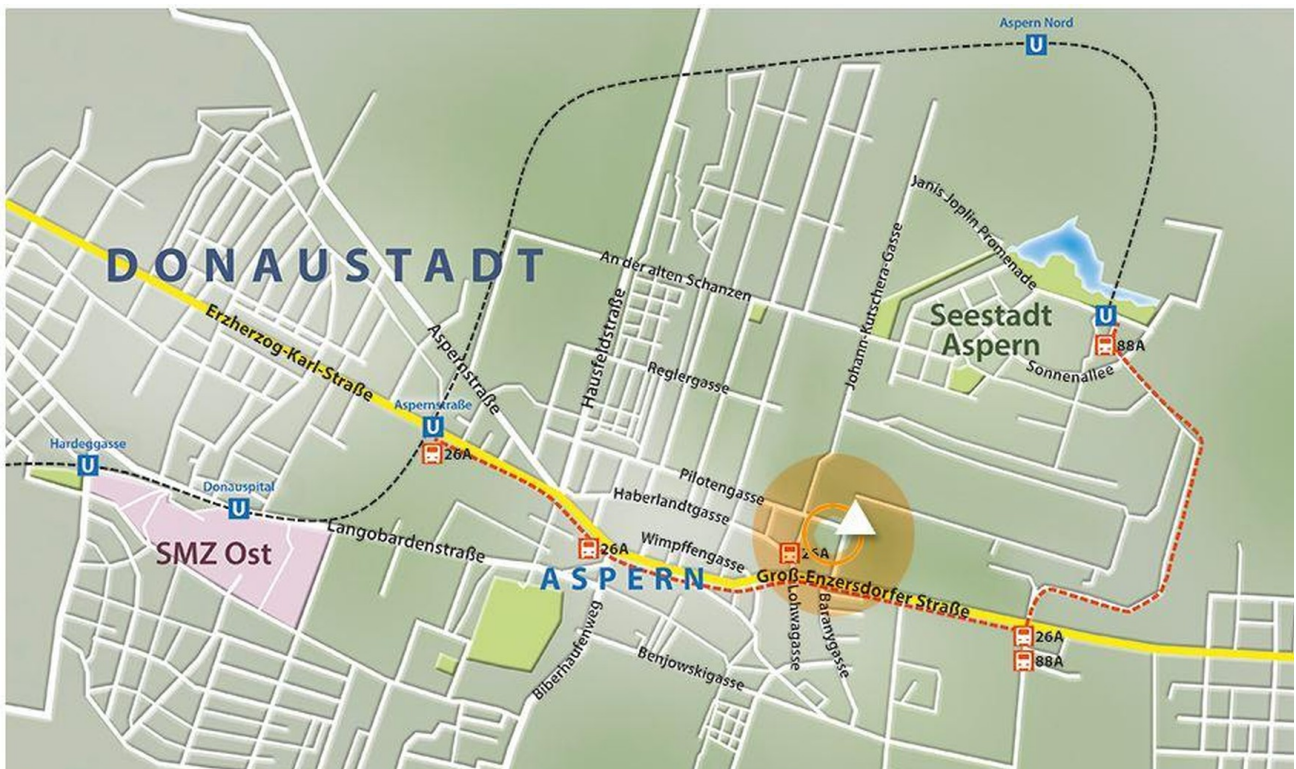 Aspern Nord
U
Janis Joplin Promenade
DONAUSTADT
An der alten Schanzen
Johann-Kutschera-Gasse
Seestadt
Aspern
U
88A
Sonnenallee
Erzherzog-Karl-Straße
Aspernstraße
Hausfeldstraße
Reglergasse
Aspernstraße
U
26A
Hardeggasse
U
Donauspital
U
Pilotengasse
Haberlandtgasse
Langobardenstraße
SMZ Ost
Wimpffengasse
26A
26A
ASPERN
Groß-Enzersdorfer Straße
Lohwagasse
Baranygasse
Biberhaufenweg
Benjowskigasse
26A
88A